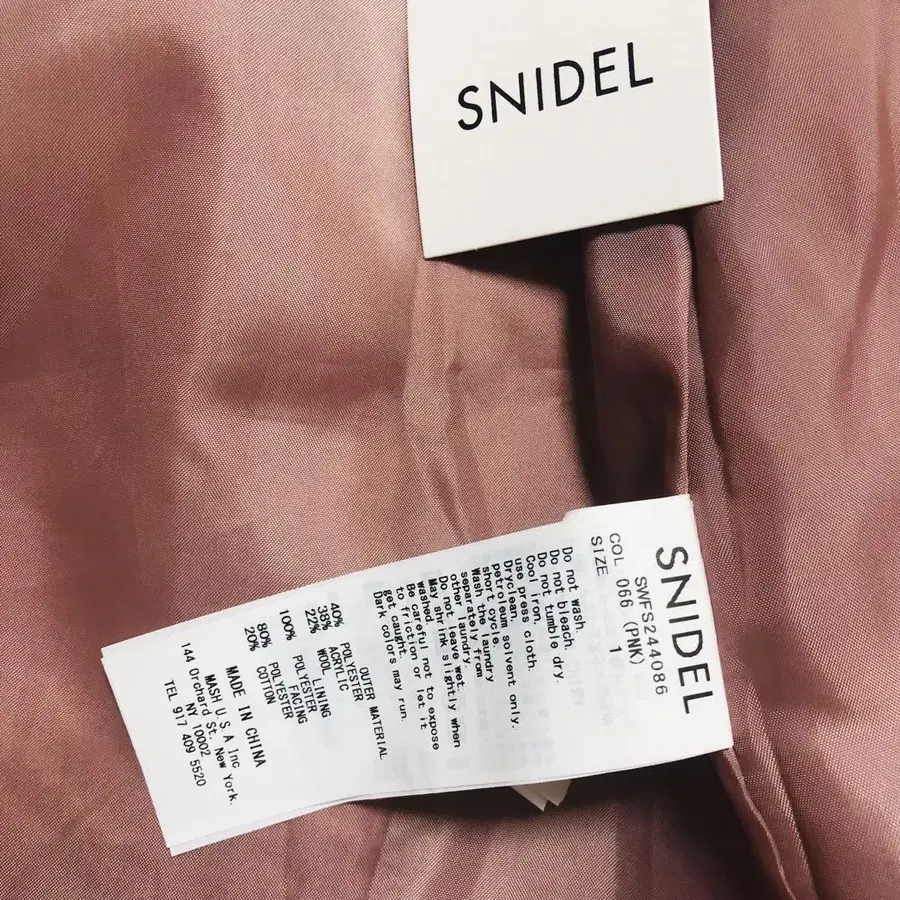 SNIDEL
SNIDEL
SWFS244086
COL 066 (PNK)
SIZE 1
Do not wash.
Do not bleach.
Do not tumble dry.
Cool iron,
use press cloth.
Dryclean,
petroleum solvent only.
short cycle.
Wash the laundry
separately from
other laundry
Do not leave wet.
May shrink slightly when
washed.
Be careful not to expose
to friction or let it
get caught.
Dark colors may run.
OUTER MATERIAL
40% POLYESTER
38% ACRYLIC
22% WOOL
LINING
100% POLYESTER
FACING
80% POLYESTER
20% COTTON
MADE IN CHINA
MASH U.S.A Inc
144 Orchard St. New York.
NY 10002
TEL 917 409 5520